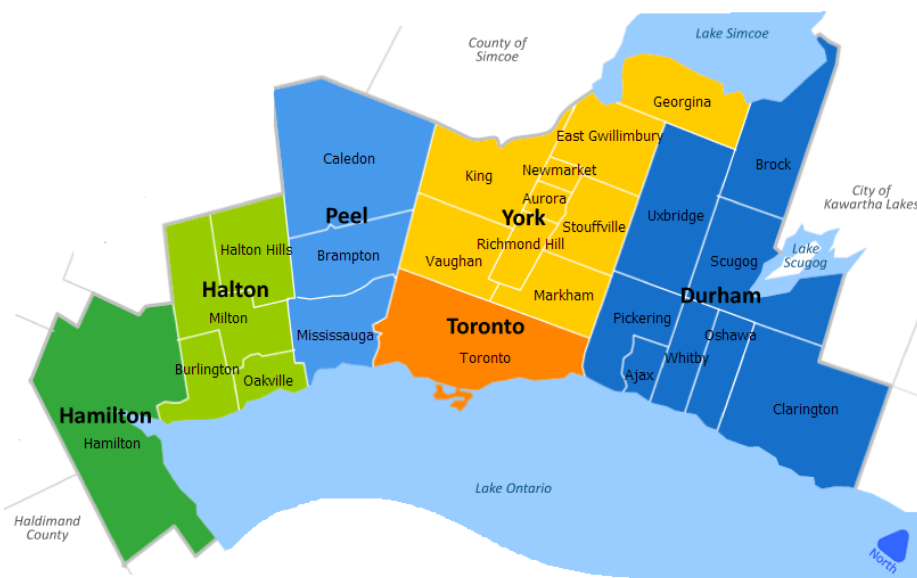 Lake Simcoe
County of
Simcoe
Georgina
East Gwillimbury
Caledon
King
Newmarket
Brock
Aurora
City of
Kawartha Lakes
Peel
York
Uxbridge
Stouffville
Halton Hills
Richmond Hill
Brampton
Vaughan
Scugog
Lake
Scugog
Halton
Markham
Durham
Milton
Pickering
Toronto
Mississauga
Oshawa
Toronto
Whitby
Burlington
Oakville
Ajax
Clarington
Hamilton
Hamilton
Lake Ontario
Haldimand
County
North